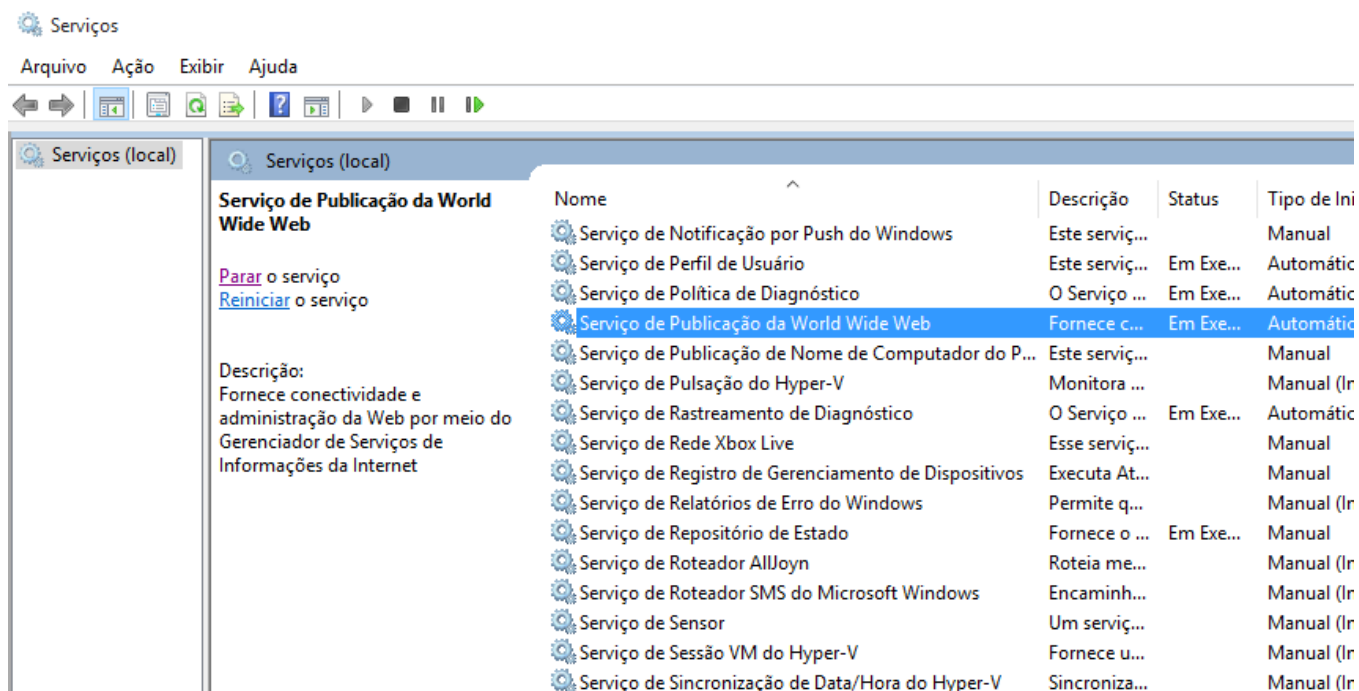 Serviços
Arquivo Ação Exibir Ajuda
Serviços (local)
Serviços (local)
Serviço de Publicação da World
Wide Web
Parar o serviço
Reiniciar o serviço
Descrição:
Fornece conectividade e
administração da Web por meio do
Gerenciador de Serviços de
Informações da Internet
Nome Descrição Status Tipo de Ini
Serviço de Notificação por Push do Windows Este serviç... Manual
Serviço de Perfil de Usuário Este serviç... Em Exe... Automátic
Serviço de Política de Diagnóstico O Serviço ... Em Exe... Automátic
Serviço de Publicação da World Wide Web Fornece c... Em Exe... Automátic
Serviço de Publicação de Nome de Computador do P... Este serviç... Manual
Serviço de Pulsação do Hyper-V Monitora ... Manual (In
Serviço de Rastreamento de Diagnóstico O Serviço ... Em Exe... Automátic
Serviço de Rede Xbox Live Esse serviç... Manual
Serviço de Registro de Gerenciamento de Dispositivos Executa At... Manual
Serviço de Relatórios de Erro do Windows Permite q... Manual (In
Serviço de Repositório de Estado Fornece o ... Em Exe... Manual
Serviço de Roteador AllJoyn Roteia me... Manual (In
Serviço de Roteador SMS do Microsoft Windows Encaminh... Manual (In
Serviço de Sensor Um serviç... Manual (In
Serviço de Sessão VM do Hyper-V Fornece u... Manual (In
Serviço de Sincronização de Data/Hora do Hyper-V Sincroniza... Manual (In